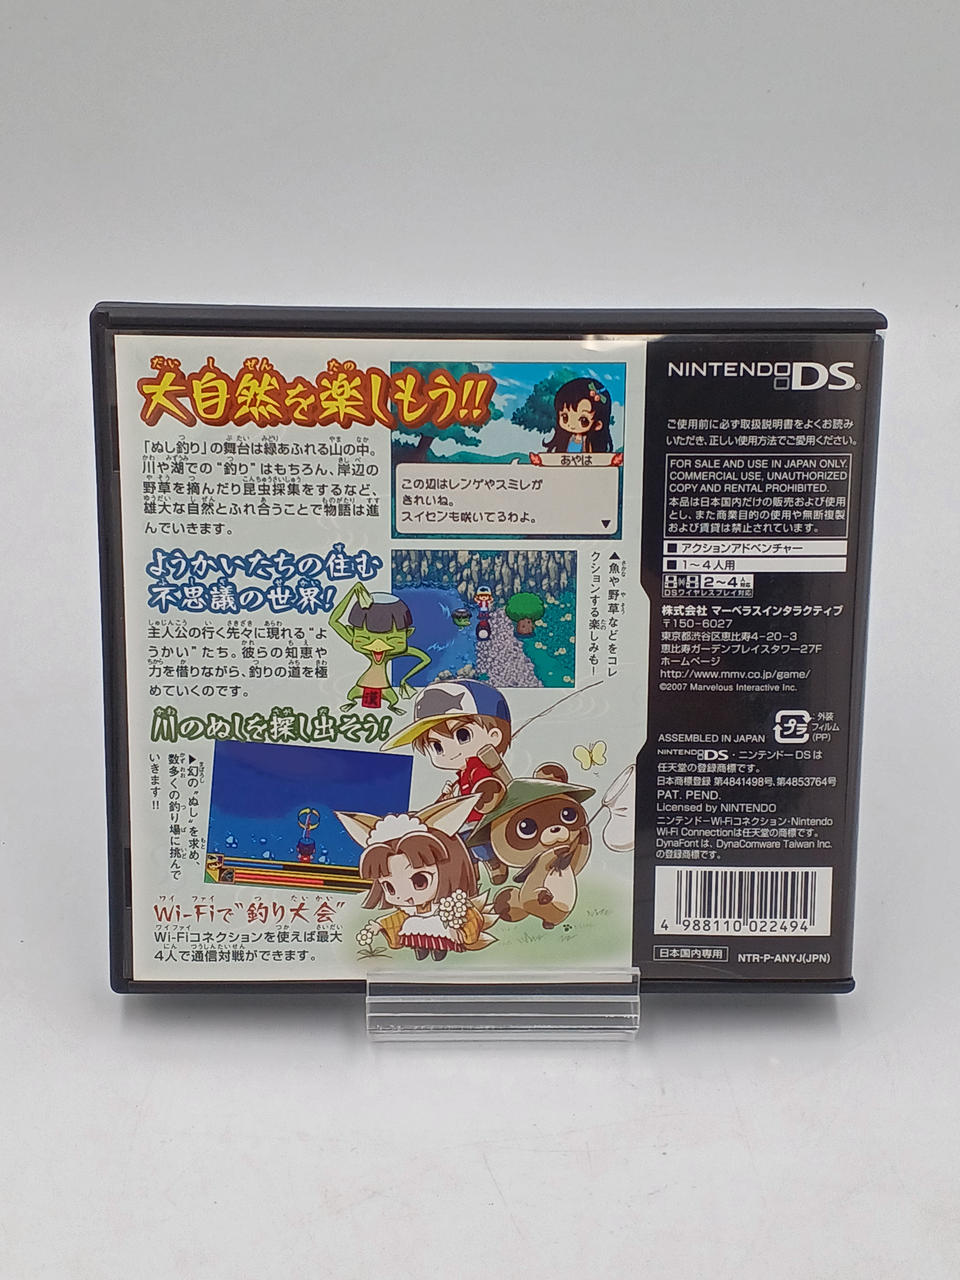 大自然を楽しもう!!
「ぬし釣り」の舞台は緑あふれる山の中。
川や湖での"釣り"はもちろん、岸辺の
野草を摘んだり昆虫採集をするなど、
雄大な自然とふれ合うことで物語は進
んでいきます。
あやは
この辺はレンゲやスミレが
きれいね。
スイセンも咲いてるわよ。
▲魚や野草などをコレ
クションする楽しみも!
ようかいたちの住む
不思議の世界!
主人公の行く先々に現れる"よ
うかい"たち。彼らの知恵や
力を借りながら、釣りの道を極
めていくのです。
川のぬしを探し出そう!
▶幻の"ぬし"を求め、
数多くの釣り場に挑んで
いきます!!
Wi-Fiで"釣り大会"
Wi-Fiコネクションを使えば最大
4人で通信対戦ができます。
NINTENDO DS®
ご使用前に必ず取扱説明書をよくお読み
いただき、正しい使用方法でご愛用ください。
FOR SALE AND USE IN JAPAN ONLY.
COMMERCIAL USE, UNAUTHORIZED
COPY AND RENTAL PROHIBITED.
本品は日本国内だけの販売および使用
とし、また商業目的の使用や無断複製
および賃貸は禁止されています。
■ アクションアドベンチャー
■ 1〜4人用
2〜4人対応
DSワイヤレスプレイ対応
株式会社 マーベラスインタラクティブ
〒150-6027
東京都渋谷区恵比寿4-20-3
恵比寿ガーデンプレイスタワー27F
ホームページ
http://www.mmv.co.jp/game/
©2007 Marvelous Interactive Inc.
ASSEMBLED IN JAPAN
プラ
:外装
フィルム
(PP)
NINTENDO DS・ニンテンドーDSは
任天堂の登録商標です。
日本商標登録 第4841498号、第4853764号
PAT. PEND.
Licensed by NINTENDO
ニンテンドーWi-Fiコネクション・Nintendo
Wi-Fi Connectionは任天堂の商標です。
DynaFontは、DynaComware Taiwan Inc.
の登録商標です。
4 988110 022494
日本国内専用
NTR-P-ANYJ(JPN)